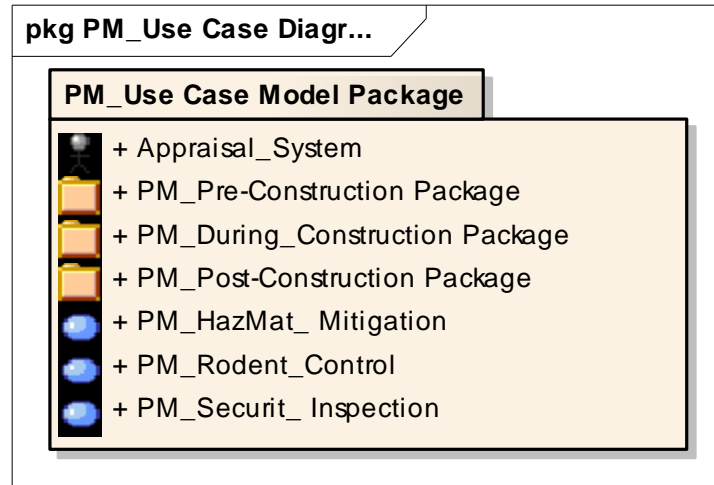 pkg PM_Use Case Diagr...
PM_Use Case Model Package
+ Appraisal_System
+ PM_Pre-Construction Package
+ PM_During_Construction Package
+ PM_Post-Construction Package
+ PM_HazMat_ Mitigation
+ PM_Rodent_Control
+ PM_Securit_ Inspection